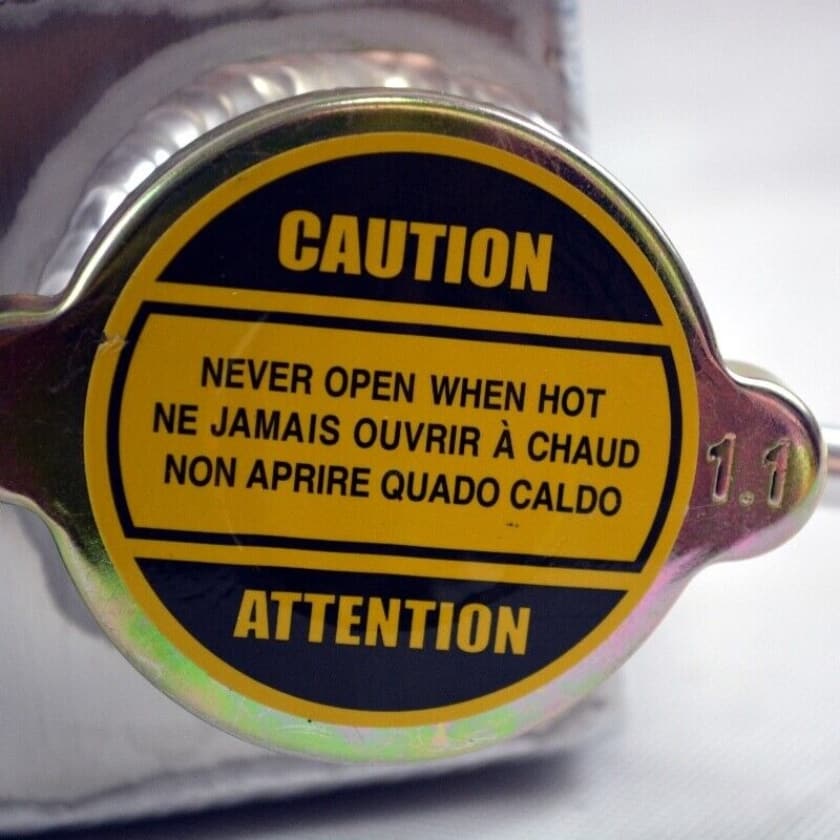 CAUTION
NEVER OPEN WHEN HOT
NE JAMAIS OUVRIR À CHAUD
NON APRIRE QUADO CALDO
1.1
ATTENTION